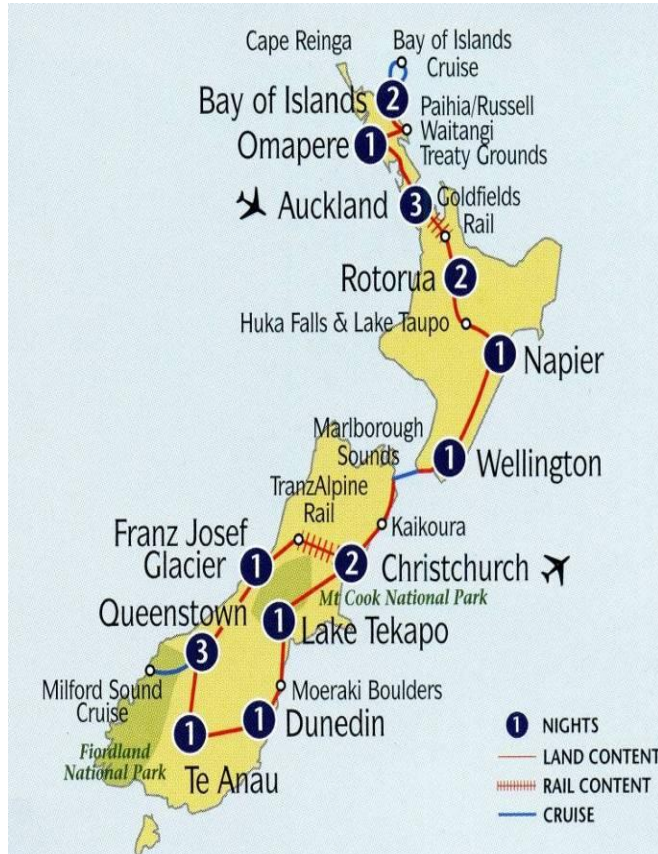 Cape Reinga
Bay of Islands
Cruise
Bay of Islands
2
Paihia/Russell
Waitangi
Treaty Grounds
Omapere
1
Auckland
3
Goldfields
Rail
Rotorua
2
Huka Falls & Lake Taupo
1
Napier
Marlborough
Sounds
1
Wellington
TranzAlpine
Rail
Kaikoura
Franz Josef
Glacier
1
2
Christchurch
Mt Cook National Park
Queenstown
3
1
Lake Tekapo
Milford Sound
Cruise
Moeraki Boulders
Fiordland
National Park
1
1
Dunedin
Te Anau
1 NIGHTS
LAND CONTENT
RAIL CONTENT
CRUISE